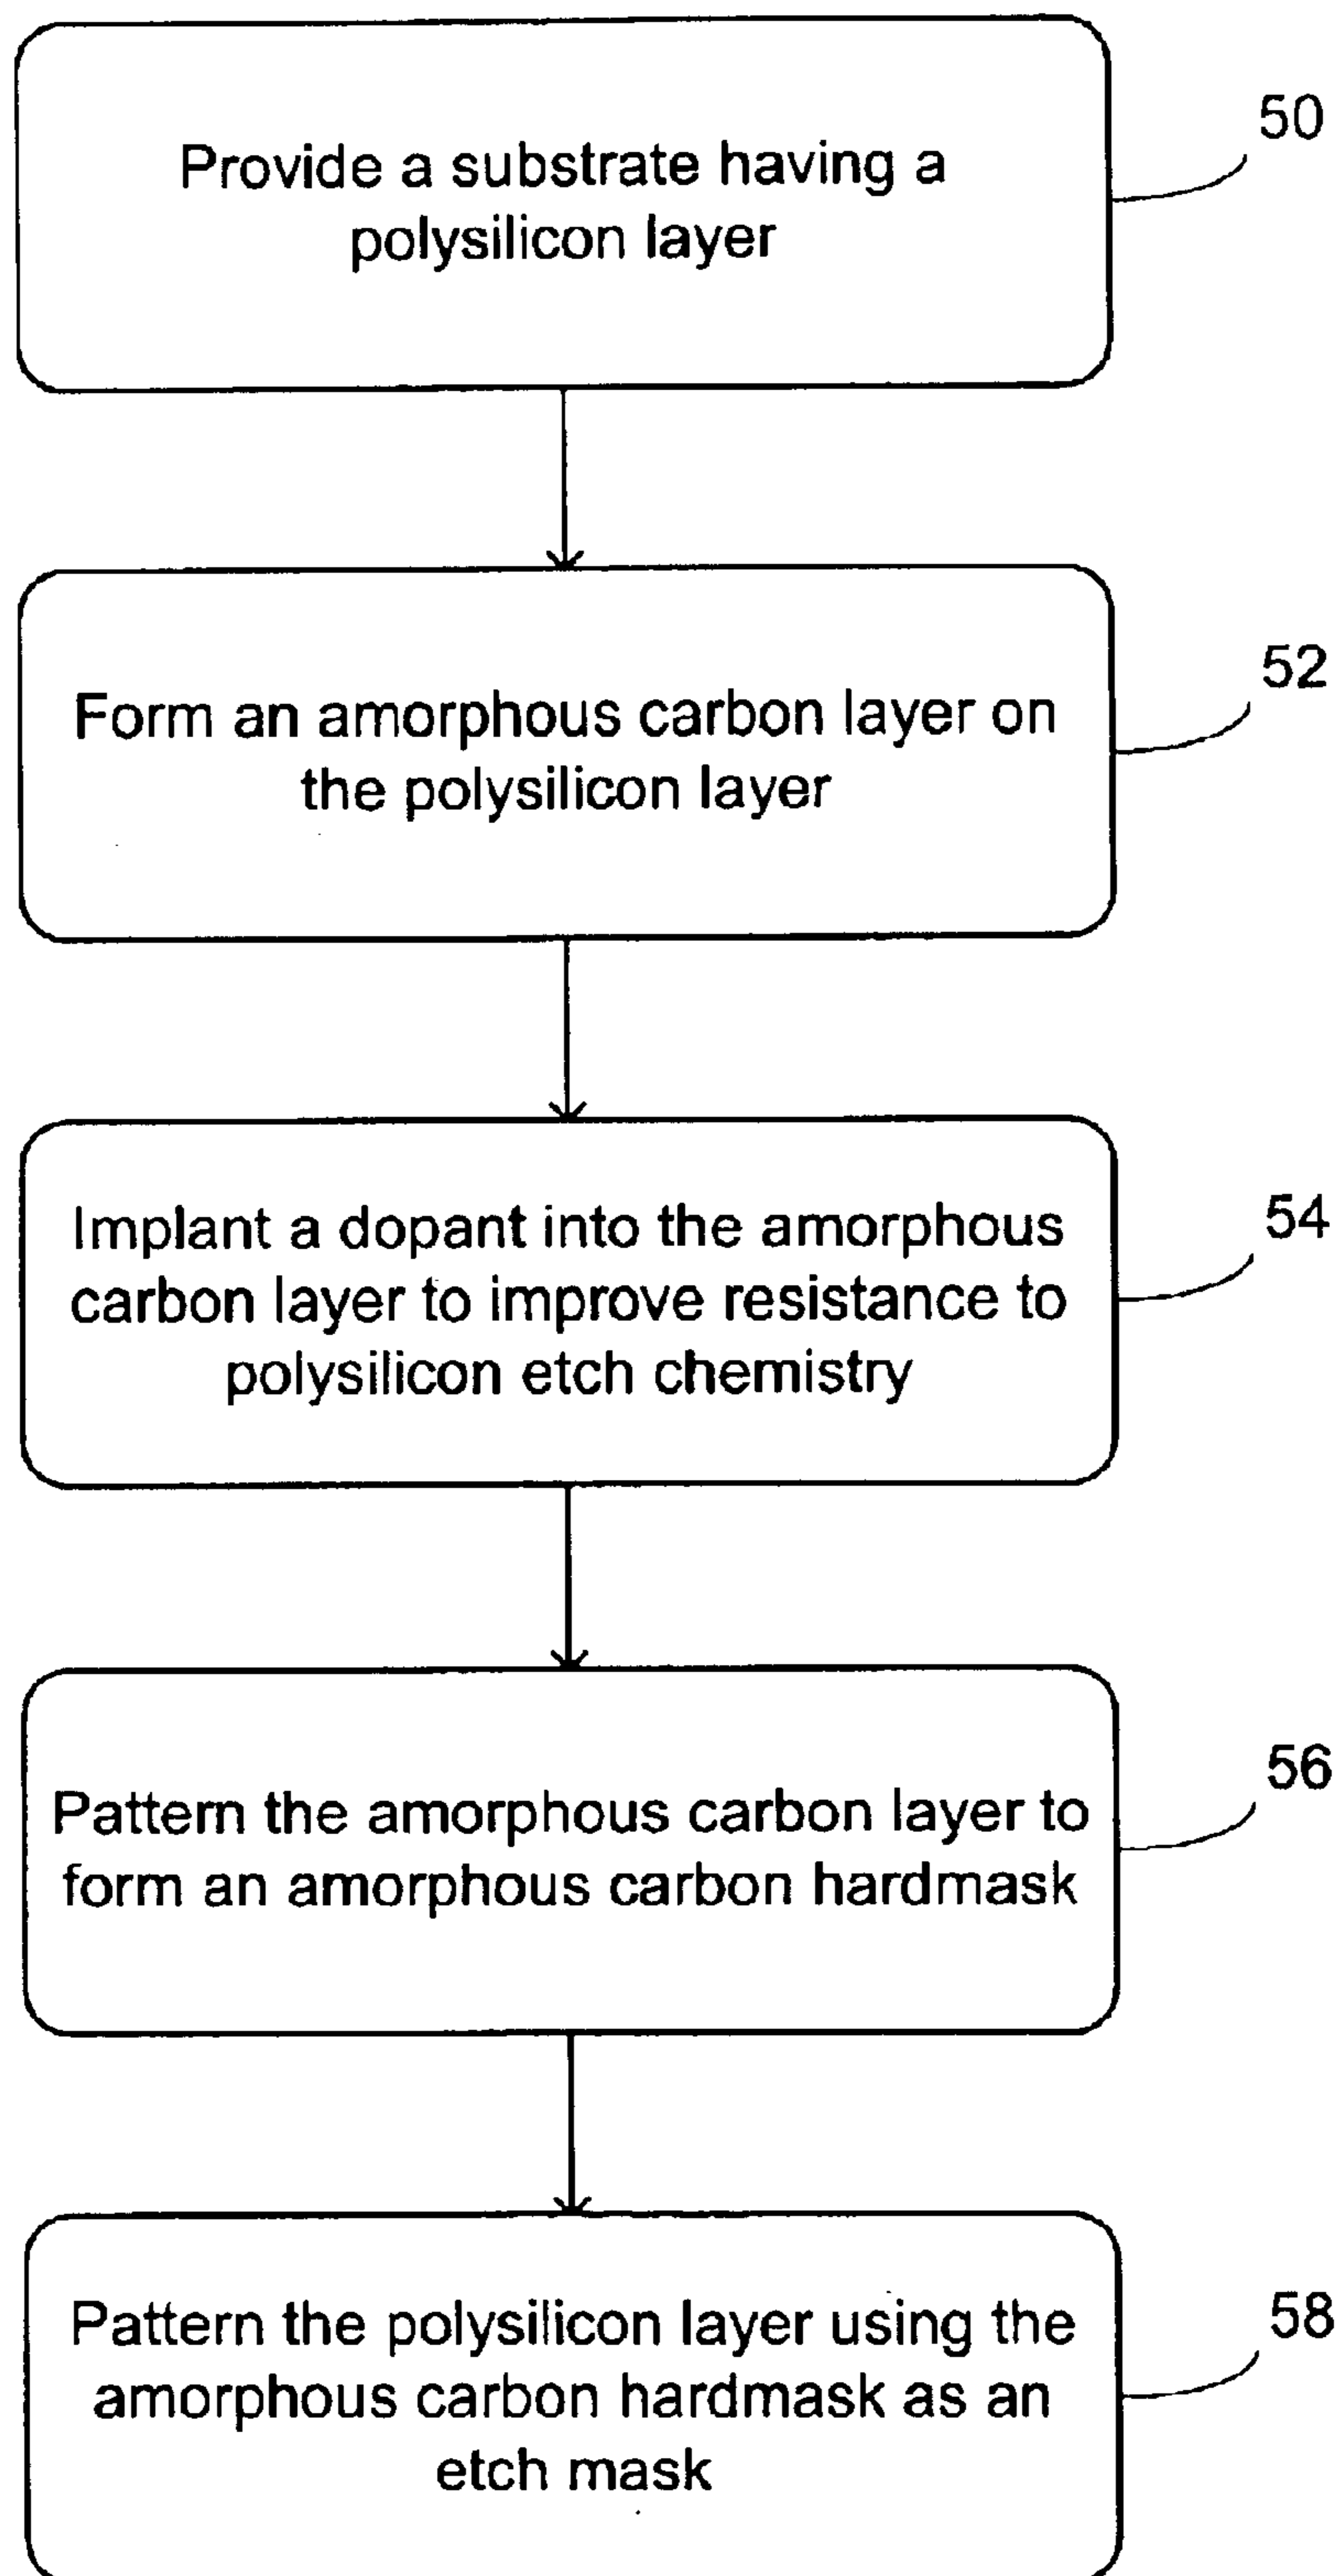 Provide a substrate having a
polysilicon layer
50
Form an amorphous carbon layer on
the polysilicon layer
52
Implant a dopant into the amorphous
carbon layer to improve resistance to
polysilicon etch chemistry
54
Pattern the amorphous carbon layer to
form an amorphous carbon hardmask
56
Pattern the polysilicon layer using the
amorphous carbon hardmask as an
etch mask
58